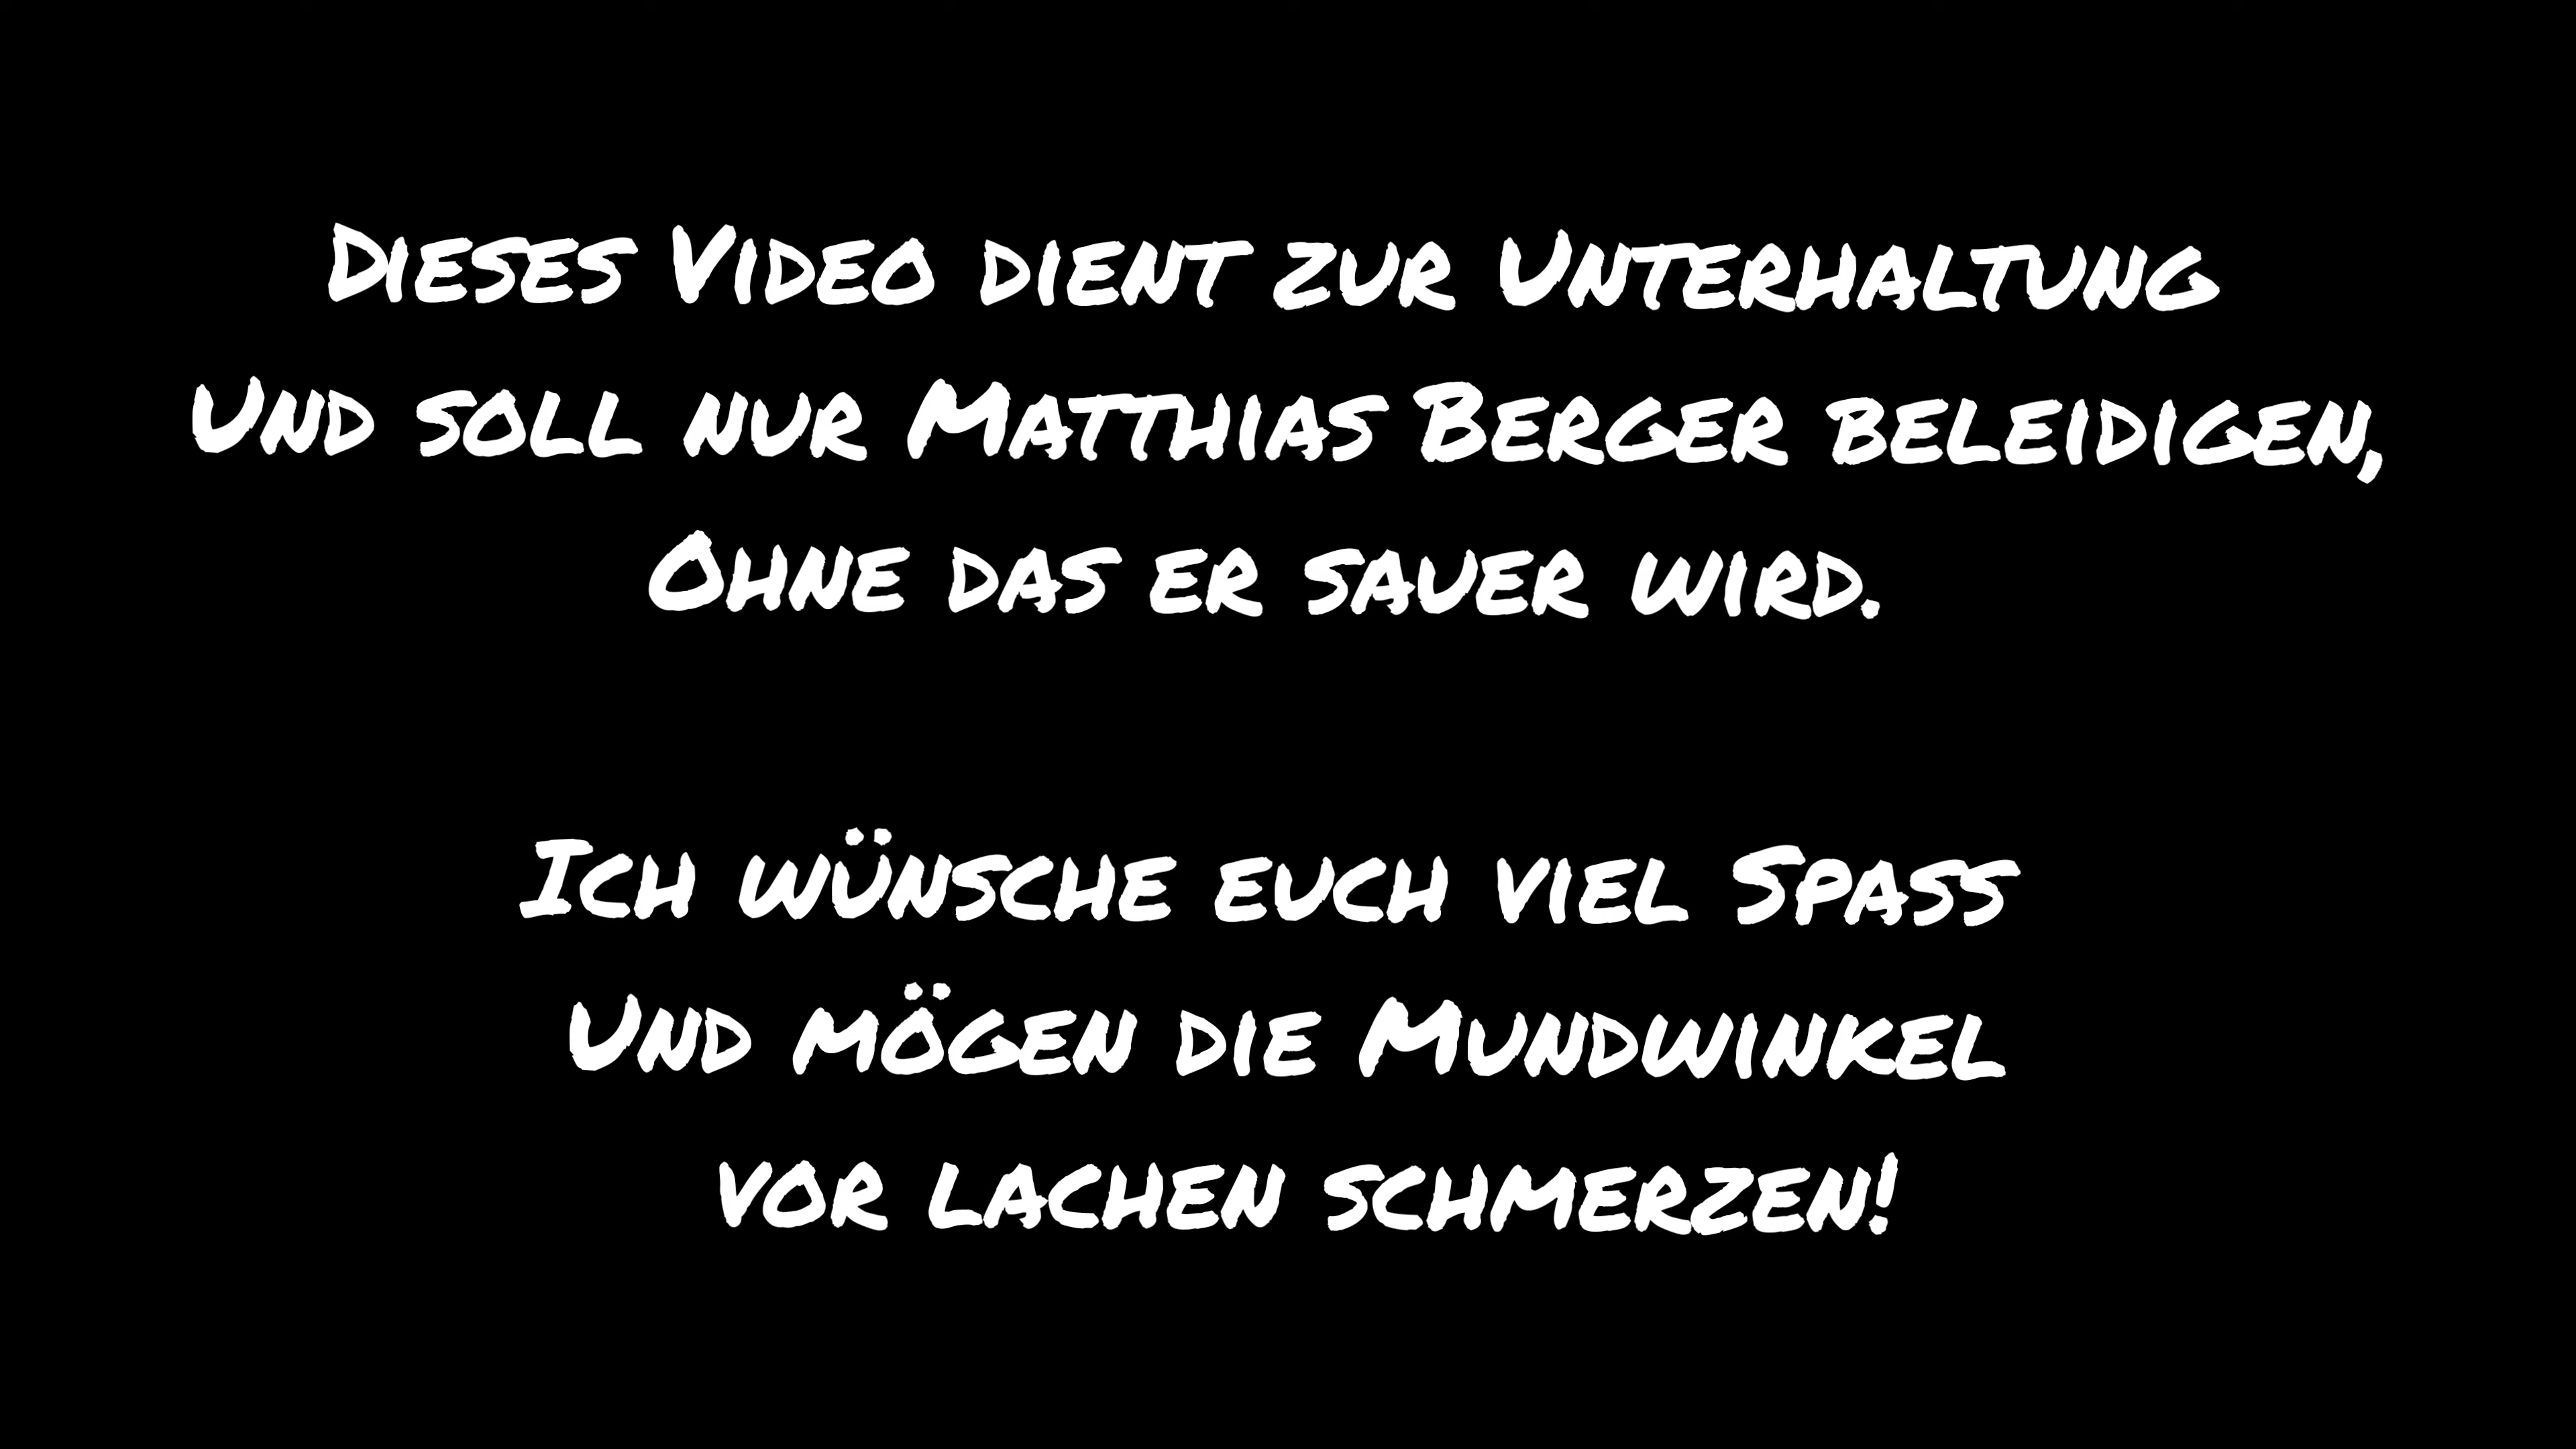 Dieses Video dient zur Unterhaltung
Und soll nur Matthias Berger beleidigen,
Ohne das er sauer wird.
Ich wünsche euch viel Spass
Und mögen die Mundwinkel
vor lachen schmerzen!